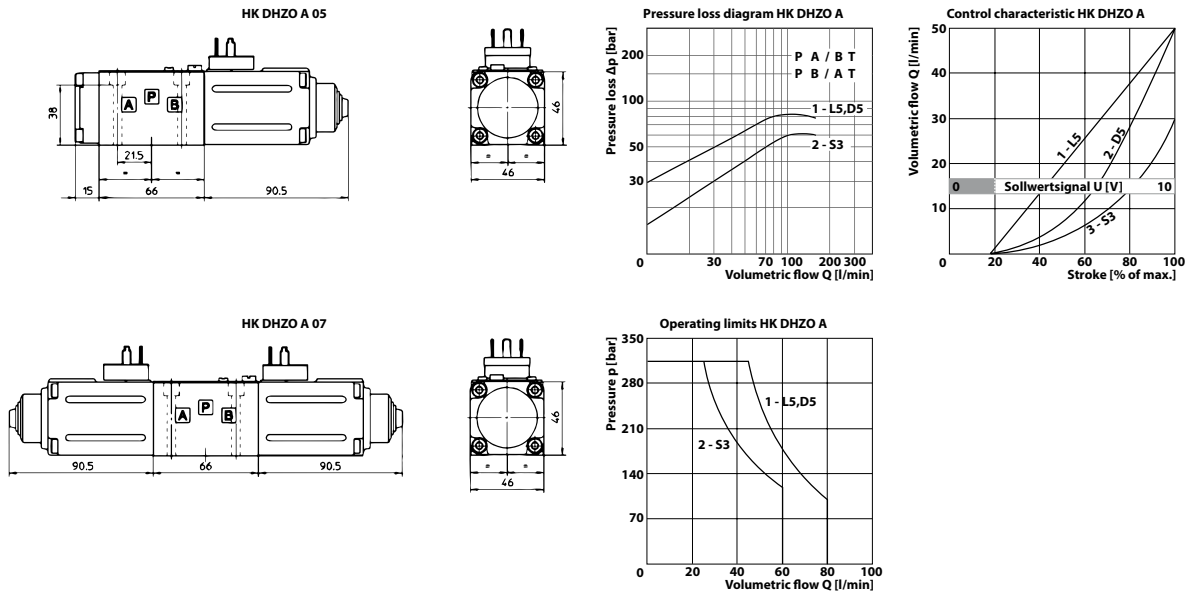 HK DHZO A 05
A
P
B
38
21.5
=
=
15
66
90.5
46
=
=
46
Pressure loss diagram HK DHZO A
Pressure loss Δp [bar]
200
100
50
30
0
30
70
100
200
300
Volumetric flow Q [l/min]
P A / B T
P B / A T
1 - L5,D5
2 - S3
Control characteristic HK DHZO A
Volumetric flow Q [l/min]
50
40
30
20
10
0
20
40
60
80
100
Stroke [% of max.]
1 - L5
2 - D5
3 - S3
0 Sollwertsignal U [V] 10
HK DHZO A 07
A
P
B
90.5
66
90.5
46
=
=
46
Operating limits HK DHZO A
Pressure p [bar]
350
280
210
140
70
0
20
40
60
80
100
Volumetric flow Q [l/min]
1 - L5,D5
2 - S3